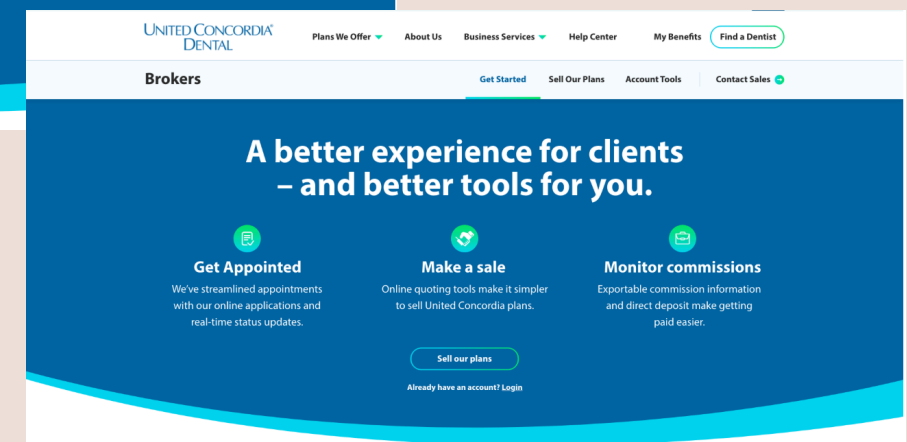 UNITED CONCORDIA®
DENTAL
Plans We Offer
About Us
Business Services
Help Center
My Benefits
Find a Dentist
Brokers
Get Started
Sell Our Plans
Account Tools
Contact Sales
A better experience for clients
– and better tools for you.
Get Appointed
We've streamlined appointments
with our online applications and
real-time status updates.
Make a sale
Online quoting tools make it simpler
to sell United Concordia plans.
Monitor commissions
Exportable commission information
and direct deposit make getting
paid easier.
Sell our plans
Already have an account? Login